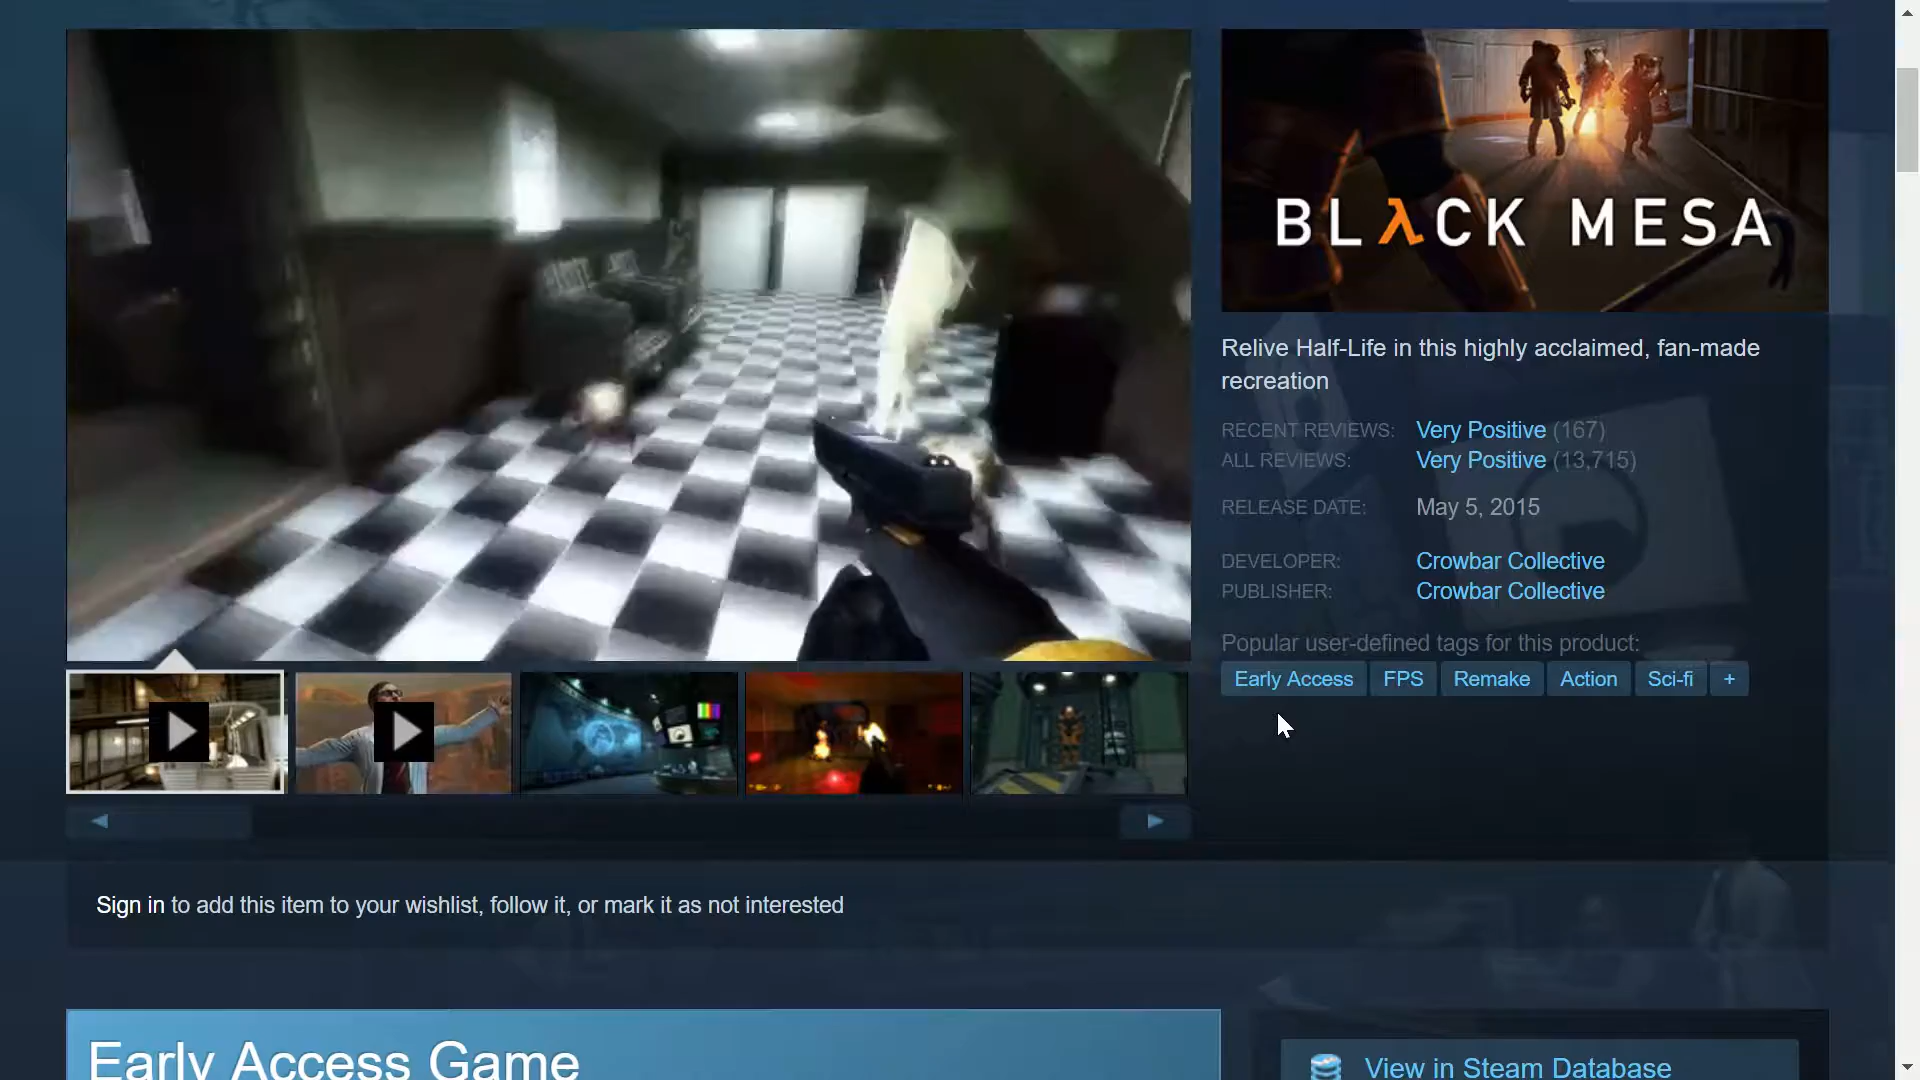 BLλCK MESA
Relive Half-Life in this highly acclaimed, fan-made
recreation
RECENT REVIEWS: Very Positive (167)
ALL REVIEWS: Very Positive (13,715)
RELEASE DATE: May 5, 2015
DEVELOPER: Crowbar Collective
PUBLISHER: Crowbar Collective
Popular user-defined tags for this product:
Early Access FPS Remake Action Sci-fi +
Sign in to add this item to your wishlist, follow it, or mark it as not interested
Early Access Game
View in Steam Database